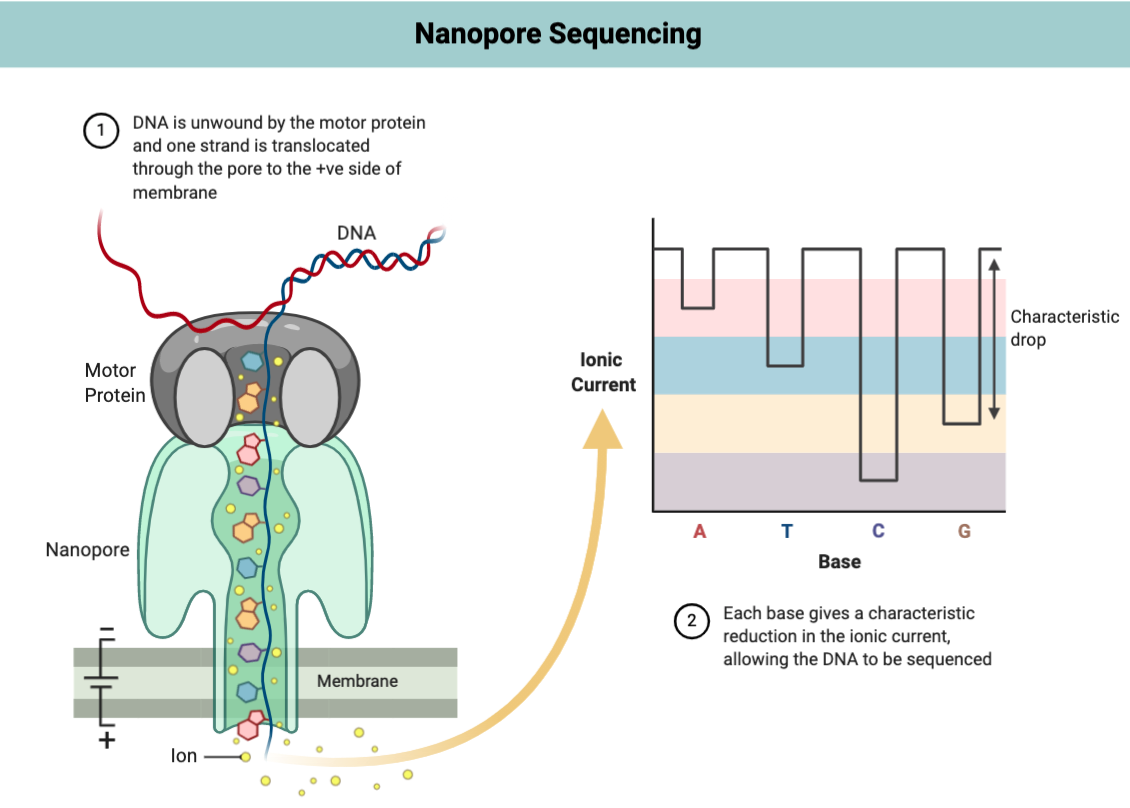 Nanopore Sequencing
1
DNA is unwound by the motor protein
and one strand is translocated
through the pore to the +ve side of
membrane
DNA
Motor
Protein
Nanopore
−
+
Membrane
Ion
Ionic
Current
Characteristic
drop
A T C G
Base
2
Each base gives a characteristic
reduction in the ionic current,
allowing the DNA to be sequenced